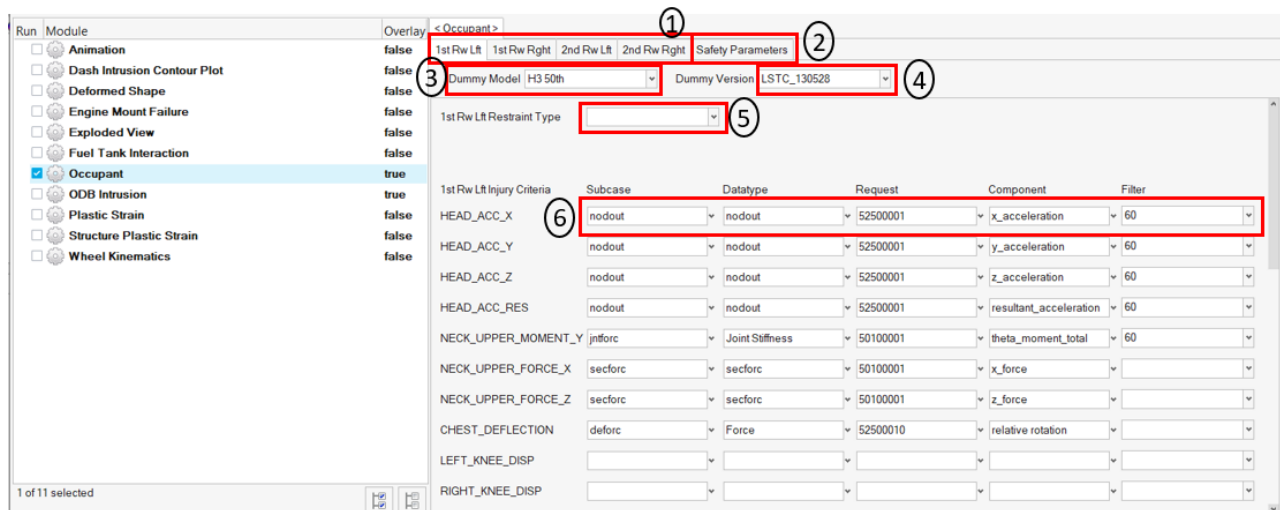 Run Module Overlay
Animation false
Dash Intrusion Contour Plot false
Deformed Shape false
Engine Mount Failure false
Exploded View false
Fuel Tank Interaction false
Occupant true
ODB Intrusion true
Plastic Strain false
Structure Plastic Strain false
Wheel Kinematics false
1 of 11 selected
<Occupant>
1
1st Rw Lft 1st Rw Rght 2nd Rw Lft 2nd Rw Rght Safety Parameters 2
3 Dummy Model H3 50th Dummy Version LSTC_130528 4
1st Rw Lft Restraint Type 5
1st Rw Lft Injury Criteria Subcase Datatype Request Component Filter
HEAD_ACC_X 6 nodout nodout 52500001 x_acceleration 60
HEAD_ACC_Y nodout nodout 52500001 y_acceleration 60
HEAD_ACC_Z nodout nodout 52500001 z_acceleration 60
HEAD_ACC_RES nodout nodout 52500001 resultant_acceleration 60
NECK_UPPER_MOMENT_Y jntforc Joint Stiffness 50100001 theta_moment_total 60
NECK_UPPER_FORCE_X secforc secforc 50100001 x_force
NECK_UPPER_FORCE_Z secforc secforc 50100001 z_force
CHEST_DEFLECTION deforc Force 52500010 relative rotation
LEFT_KNEE_DISP
RIGHT_KNEE_DISP